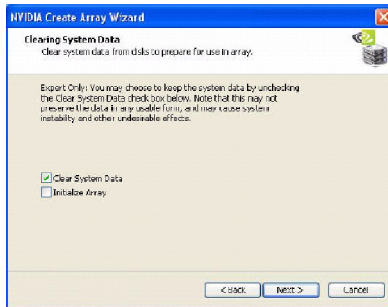 NVIDIA Create Array Wizard
Clearing System Data
Clear system data from disks to prepare for use in array.
Expert Only: You may choose to keep the system data by unchecking
the Clear System Data check box below. Note that this may not
preserve the data in any usable form, and may cause system
instability and other undesirable effects.
Clear System Data
Initialize Array
< Back
Next >
Cancel